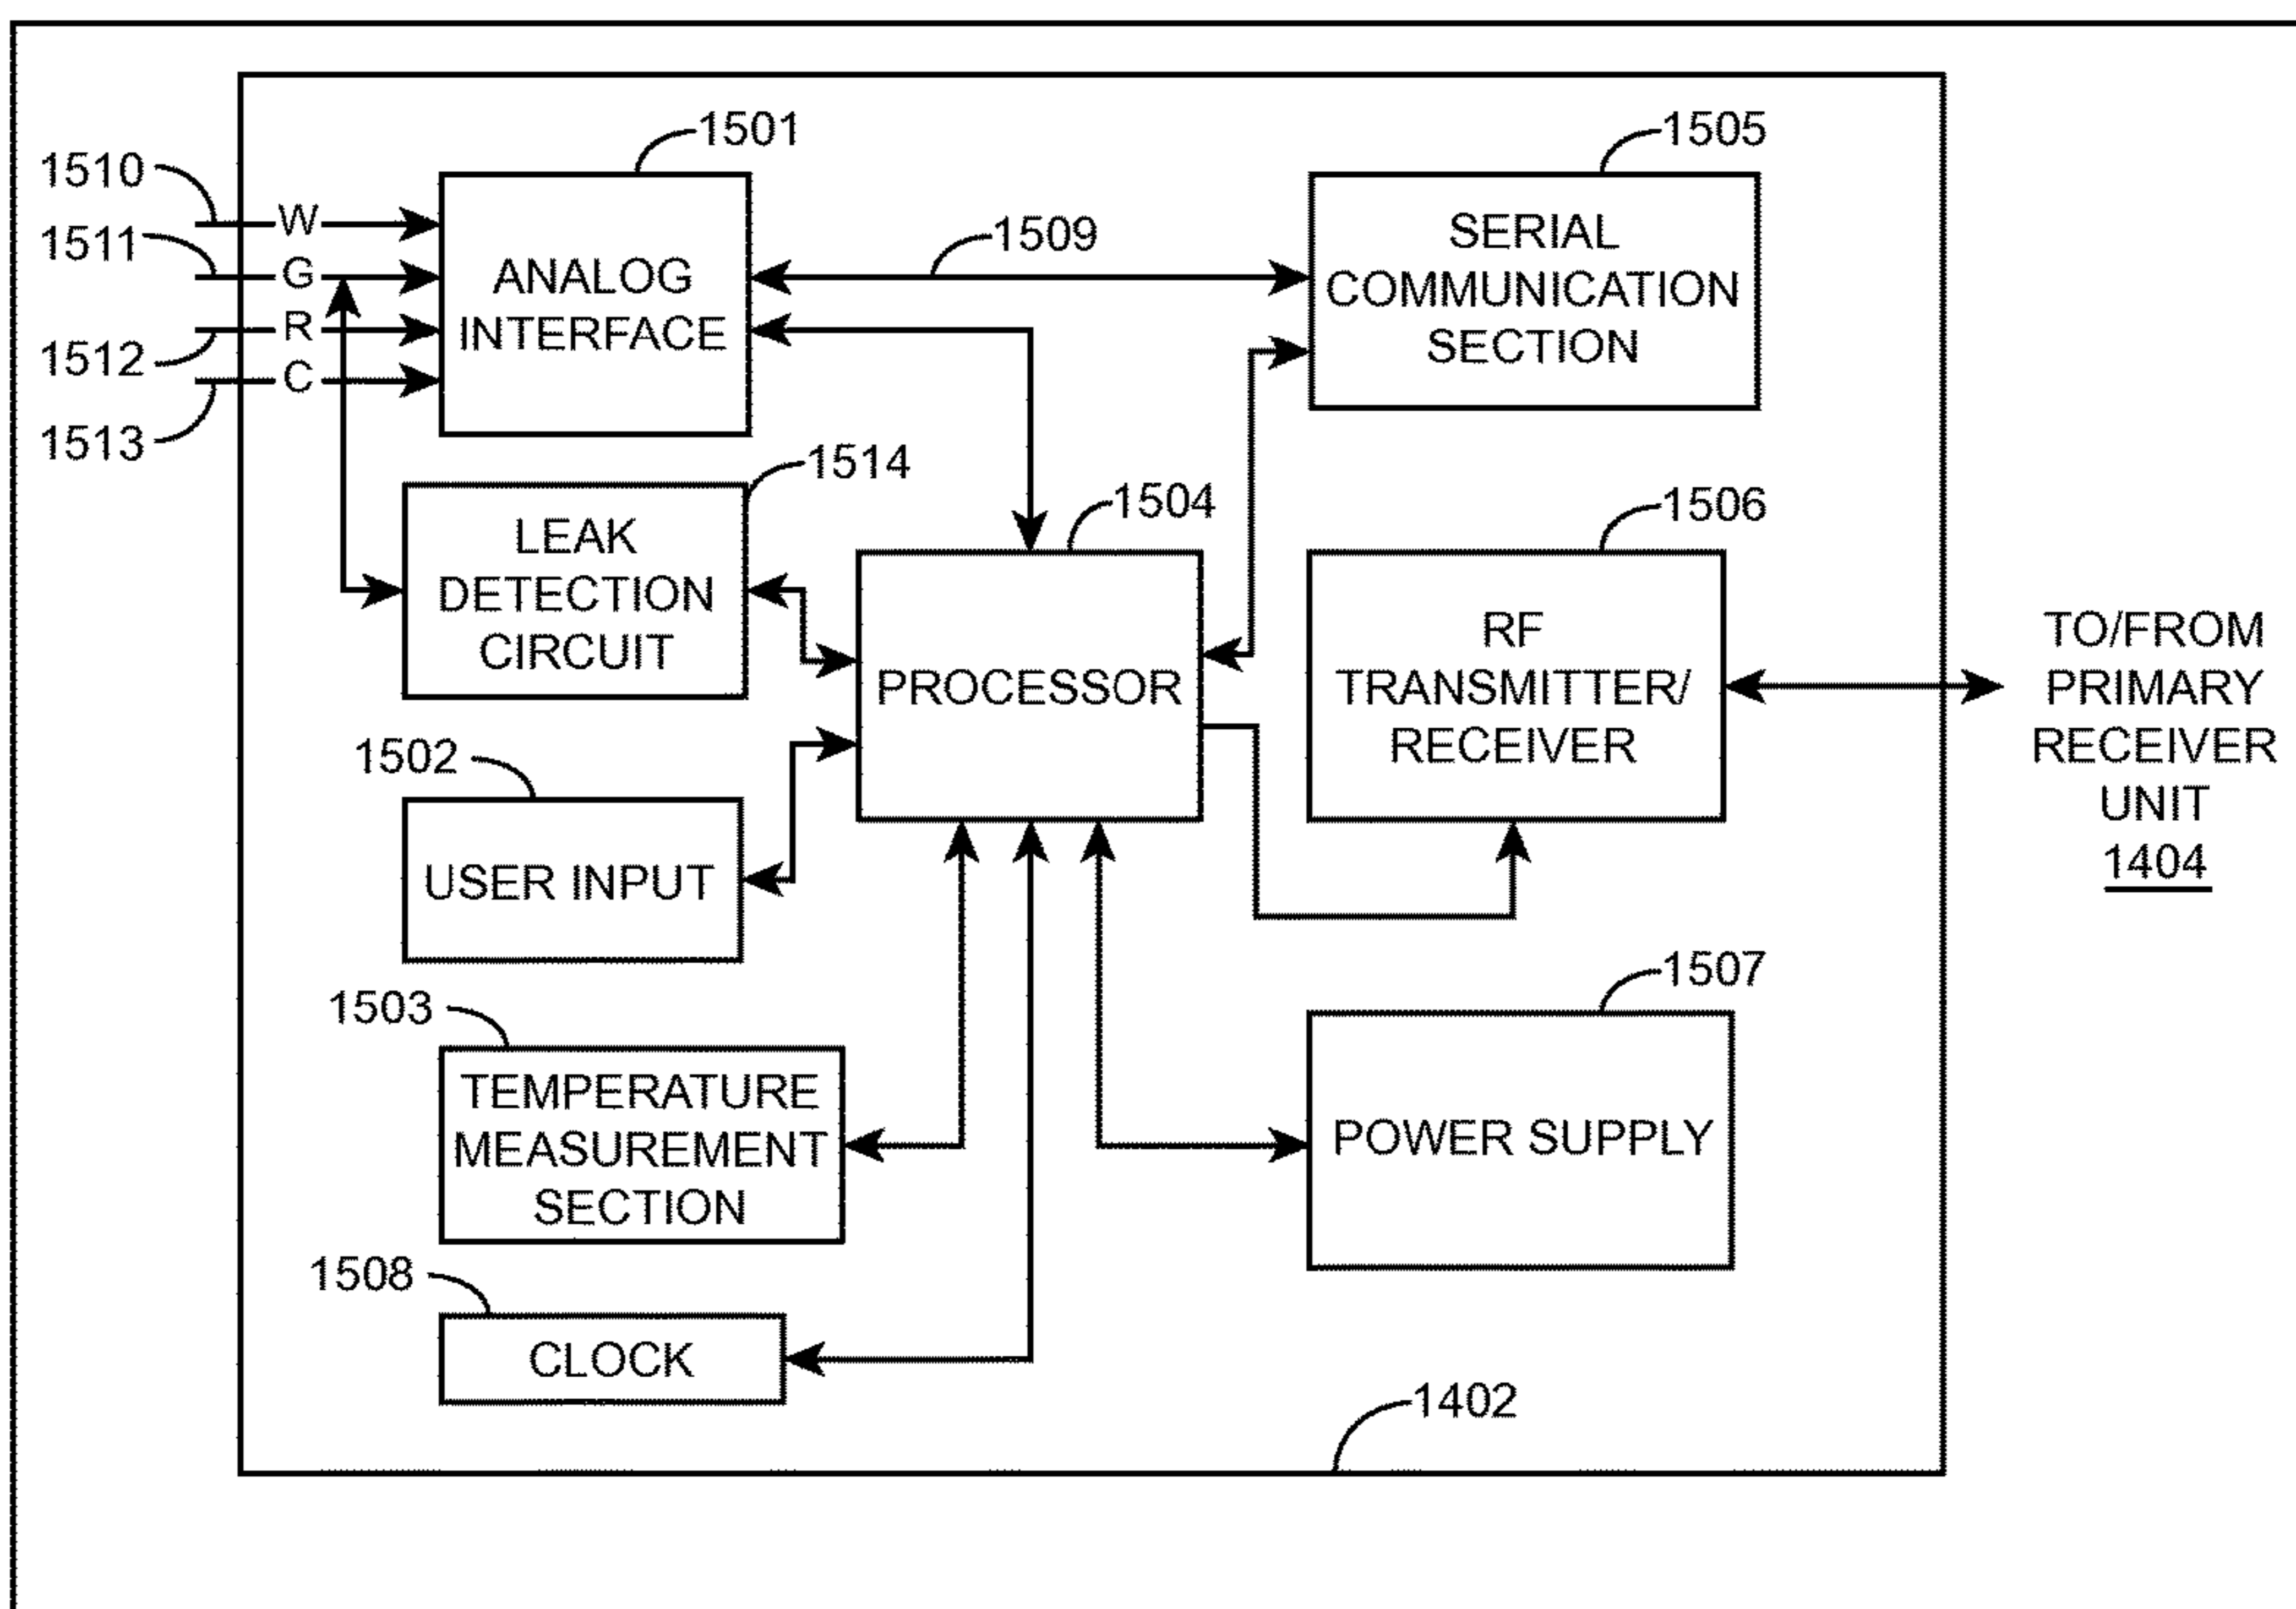 1501
1505
1510
W
1511
G
R
1512
C
1513
ANALOG
INTERFACE
1509
SERIAL
COMMUNICATION
SECTION
1514
LEAK
DETECTION
CIRCUIT
1504
PROCESSOR
1506
RF
TRANSMITTER/
RECEIVER
TO/FROM
PRIMARY
RECEIVER
UNIT
1404
1502
USER INPUT
1503
TEMPERATURE
MEASUREMENT
SECTION
1507
POWER SUPPLY
1508
CLOCK
1402